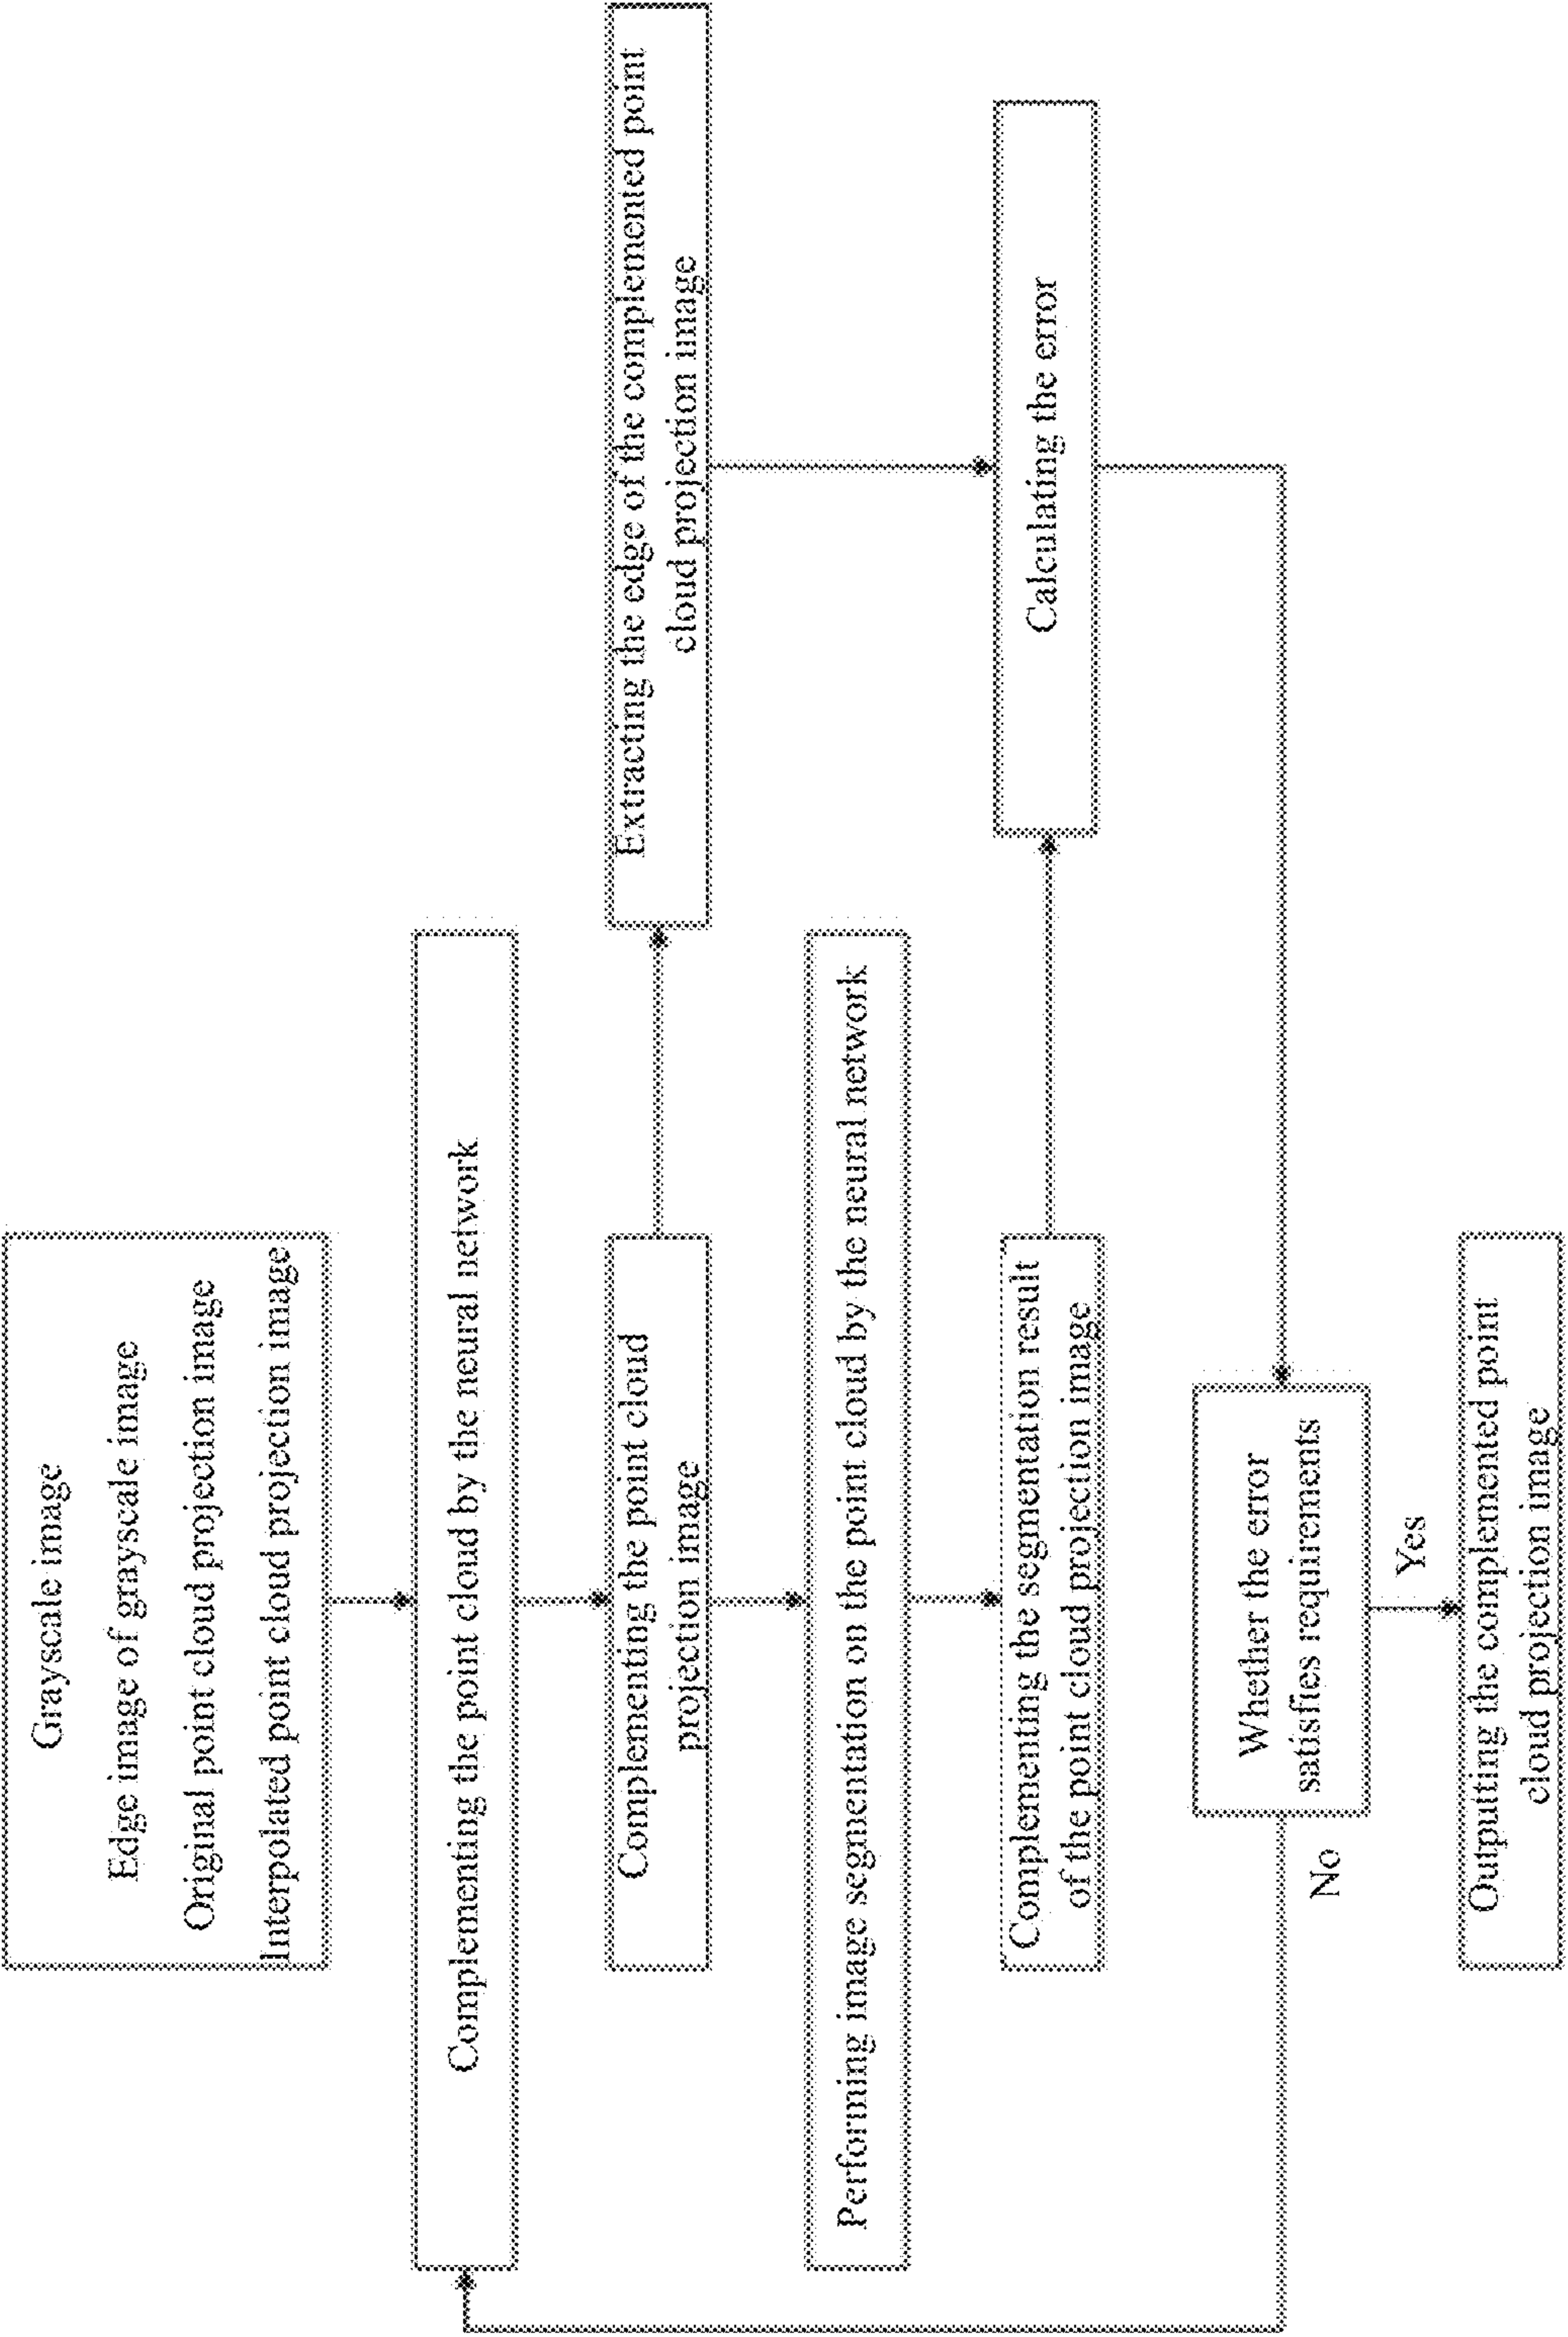 Grayscale image
Edge image of grayscale image
Original point cloud projection image
Interpolated point cloud projection image
Complementing the point cloud by the neural network
Complementing the point cloud
projection image
Extracting the edge of the complemented point
cloud projection image
Performing image segmentation on the point cloud by the neural network
Complementing the segmentation result
of the point cloud projection image
Calculating the error
Whether the error
satisfies requirements
No
Yes
Outputting the complemented point
cloud projection image